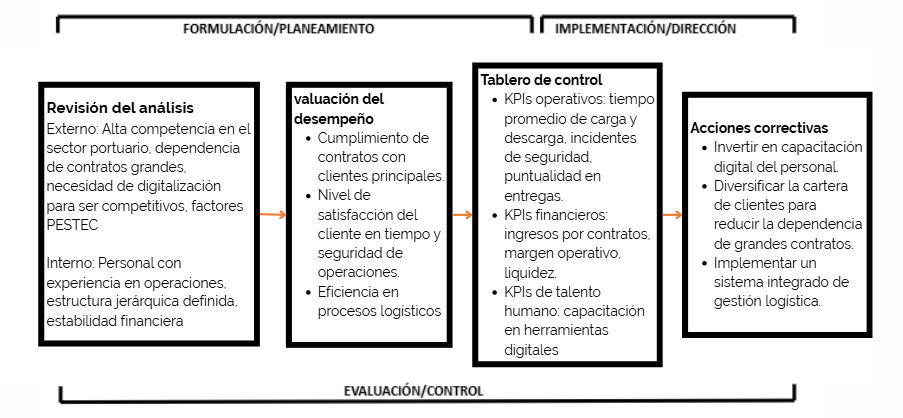 FORMULACIÓN/PLANEAMIENTO
IMPLEMENTACIÓN/DIRECCIÓN
Revisión del análisis
Externo: Alta competencia en el
sector portuario, dependencia
de contratos grandes,
necesidad de digitalización
para ser competitivos, factores
PESTEC
Interno: Personal con
experiencia en operaciones,
estructura jerárquica definida,
estabilidad financiera
valuación del
desempeño
• Cumplimiento de
contratos con
clientes principales.
• Nivel de
satisfacción del
cliente en tiempo y
seguridad de
operaciones.
• Eficiencia en
procesos logísticos
Tablero de control
• KPIs operativos: tiempo
promedio de carga y
descarga, incidentes
de seguridad,
puntualidad en
entregas.
• KPIs financieros:
ingresos por contratos,
margen operativo,
liquidez.
• KPIs de talento
humano: capacitación
en herramientas
digitales
Acciones correctivas
• Invertir en capacitación
digital del personal.
• Diversificar la cartera
de clientes para
reducir la dependencia
de grandes contratos.
• Implementar un
sistema integrado de
gestión logística.
EVALUACIÓN/CONTROL